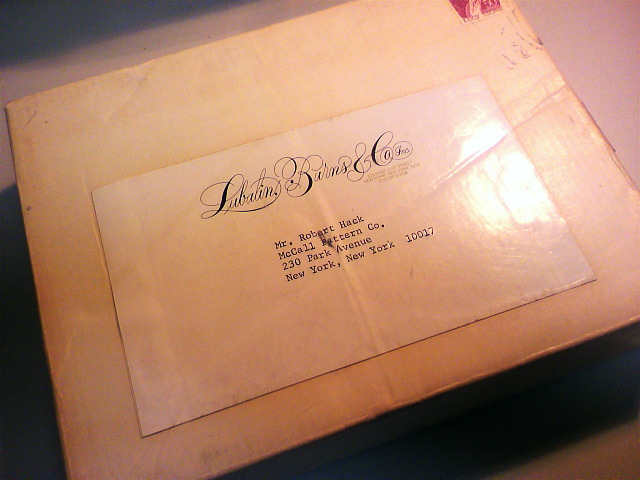 Lubalin, Burns & Co Inc
Mr. Robert Hack
McCall Pattern Co.
230 Park Avenue
New York, New York 10017